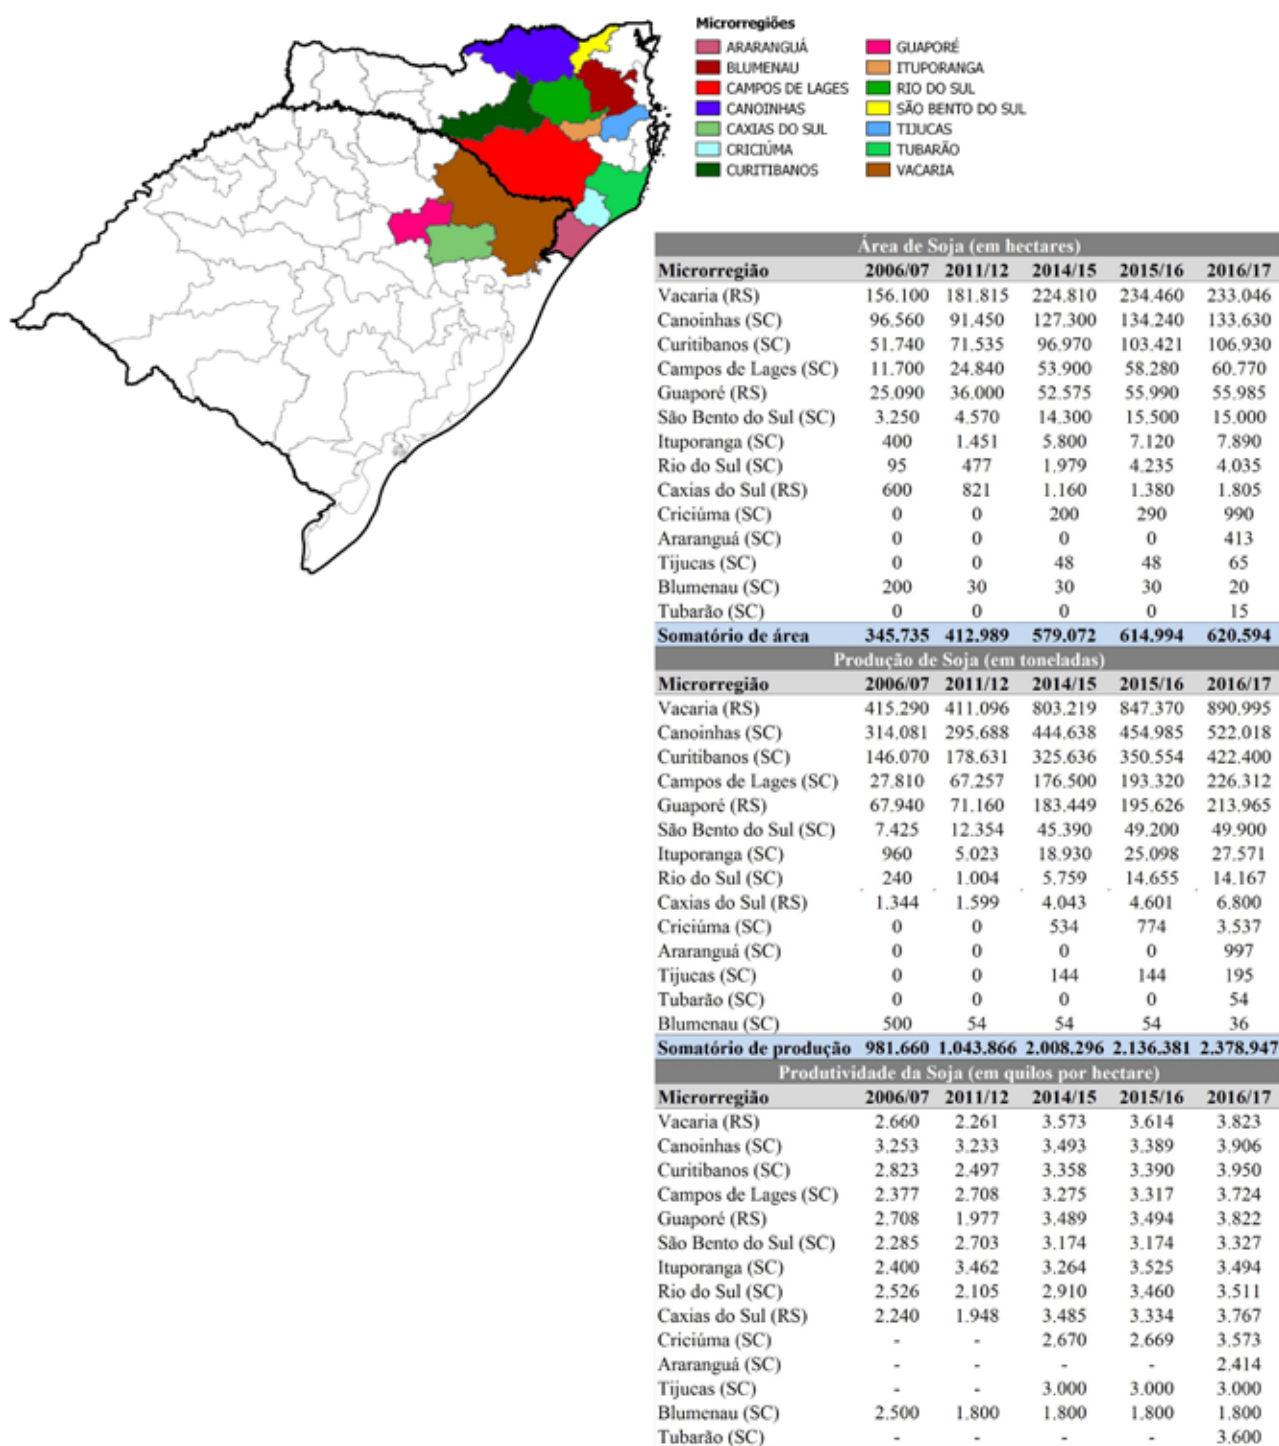 Microrregiões
ARARANGUÁ GUAPORÉ
BLUMENAU ITUPORANGA
CAMPOS DE LAGES RIO DO SUL
CANOINHAS SÃO BENTO DO SUL
CAXIAS DO SUL TIJUCAS
CRICIÚMA TUBARÃO
CURITIBANOS VACARIA
Área de Soja (em hectares)
Microrregião 2006/07 2011/12 2014/15 2015/16 2016/17
Vacaria (RS) 156.100 181.815 224.810 234.460 233.046
Canoinhas (SC) 96.560 91.450 127.300 134.240 133.630
Curitibanos (SC) 51.740 71.535 96.970 103.421 106.930
Campos de Lages (SC) 11.700 24.840 53.900 58.280 60.770
Guaporé (RS) 25.090 36.000 52.575 55.990 55.985
São Bento do Sul (SC) 3.250 4.570 14.300 15.500 15.000
Ituporanga (SC) 400 1.451 5.800 7.120 7.890
Rio do Sul (SC) 95 477 1.979 4.235 4.035
Caxias do Sul (RS) 600 821 1.160 1.380 1.805
Criciúma (SC) 0 0 200 290 990
Araranguá (SC) 0 0 0 0 413
Tijucas (SC) 0 0 48 48 65
Blumenau (SC) 200 30 30 30 20
Tubarão (SC) 0 0 0 0 15
Somatório de área 345.735 412.989 579.072 614.994 620.594
Produção de Soja (em toneladas)
Microrregião 2006/07 2011/12 2014/15 2015/16 2016/17
Vacaria (RS) 415.290 411.096 803.219 847.370 890.995
Canoinhas (SC) 314.081 295.688 444.638 454.985 522.018
Curitibanos (SC) 146.070 178.631 325.636 350.554 422.400
Campos de Lages (SC) 27.810 67.257 176.500 193.320 226.312
Guaporé (RS) 67.940 71.160 183.449 195.626 213.965
São Bento do Sul (SC) 7.425 12.354 45.390 49.200 49.900
Ituporanga (SC) 960 5.023 18.930 25.098 27.571
Rio do Sul (SC) 240 1.004 5.759 14.655 14.167
Caxias do Sul (RS) 1.344 1.599 4.043 4.601 6.800
Criciúma (SC) 0 0 534 774 3.537
Araranguá (SC) 0 0 0 0 997
Tijucas (SC) 0 0 144 144 195
Tubarão (SC) 0 0 0 0 54
Blumenau (SC) 500 54 54 54 36
Somatório de produção 981.660 1.043.866 2.008.296 2.136.381 2.378.947
Produtividade da Soja (em quilos por hectare)
Microrregião 2006/07 2011/12 2014/15 2015/16 2016/17
Vacaria (RS) 2.660 2.261 3.573 3.614 3.823
Canoinhas (SC) 3.253 3.233 3.493 3.389 3.906
Curitibanos (SC) 2.823 2.497 3.358 3.390 3.950
Campos de Lages (SC) 2.377 2.708 3.275 3.317 3.724
Guaporé (RS) 2.708 1.977 3.489 3.494 3.822
São Bento do Sul (SC) 2.285 2.703 3.174 3.174 3.327
Ituporanga (SC) 2.400 3.462 3.264 3.525 3.494
Rio do Sul (SC) 2.526 2.105 2.910 3.460 3.511
Caxias do Sul (RS) 2.240 1.948 3.485 3.334 3.767
Criciúma (SC) - - 2.670 2.669 3.573
Araranguá (SC) - - - - 2.414
Tijucas (SC) - - 3.000 3.000 3.000
Blumenau (SC) 2.500 1.800 1.800 1.800 1.800
Tubarão (SC) - - - - 3.600